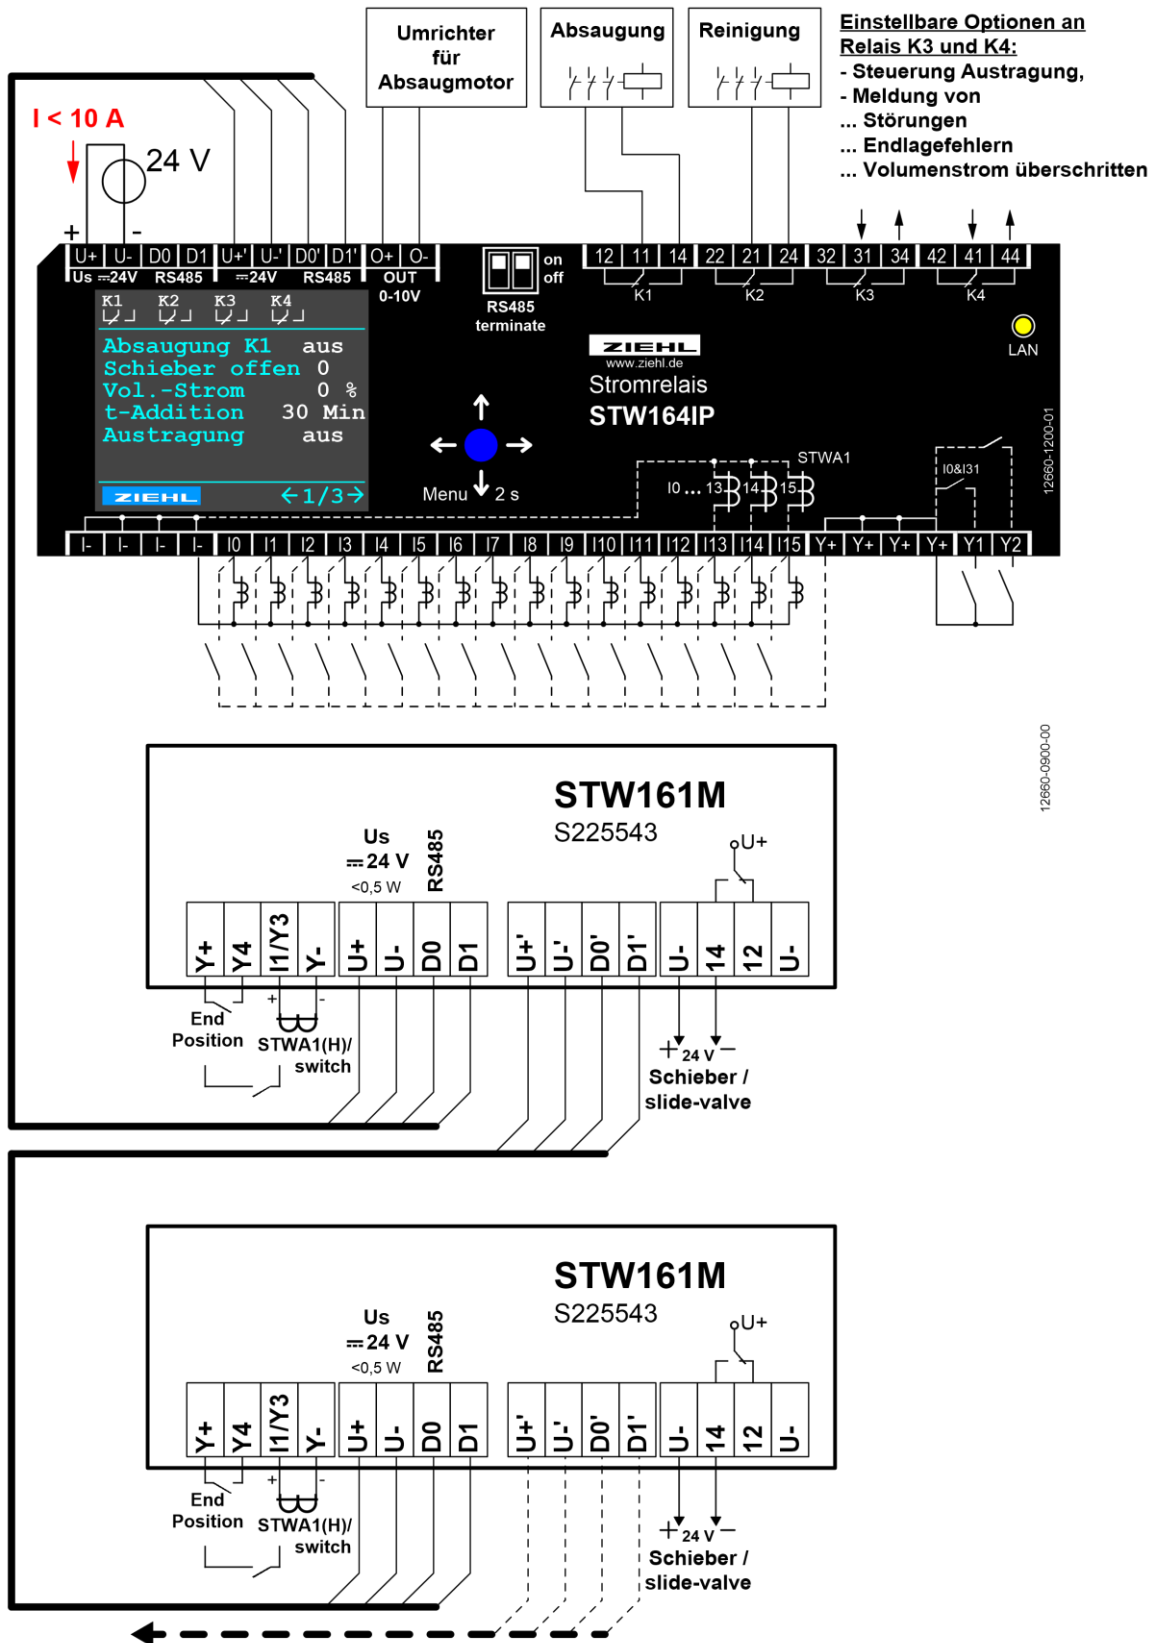 Umrichter
für
Absaugmotor
Absaugung
Reinigung
Einstellbare Optionen an
Relais K3 und K4:
- Steuerung Austragung,
- Meldung von
... Störungen
... Endlagefehlern
... Volumenstrom überschritten
I < 10 A
24 V
+ -
U+ U- D0 D1 U+' U-' D0' D1' O+ O- 12 11 14 22 21 24 32 31 34 42 41 44
Us ⎓24V RS485 ⎓24V RS485 OUT
0-10V
on
off
RS485
terminate
K1 K2 K3 K4
K1 K2 K3 K4
Absaugung K1 aus
Schieber offen 0
Vol.-Strom 0 %
t-Addition 30 Min
Austragung aus
ZIEHL ←1/3→
Menu 2 s
ZIEHL
www.ziehl.de
Stromrelais
STW164IP
LAN
12660-1200-01
STWA1
I0 ... 13 14 15
I0&I31
I- I- I- I- I0 I1 I2 I3 I4 I5 I6 I7 I8 I9 I10 I11 I12 I13 I14 I15 Y+ Y+ Y+ Y+ Y1 Y2
12660-0900-00
STW161M
S225543
Us
⎓ 24 V
<0,5 W
RS485
U+
Y+ Y4 I1/Y3 Y- U+ U- D0 D1 U+' U-' D0' D1' U- 14 12 U-
+ -
End
Position
STWA1(H)/
switch
+ 24 V −
Schieber /
slide-valve
STW161M
S225543
Us
⎓ 24 V
<0,5 W
RS485
U+
Y+ Y4 I1/Y3 Y- U+ U- D0 D1 U+' U-' D0' D1' U- 14 12 U-
+ -
End
Position
STWA1(H)/
switch
+ 24 V −
Schieber /
slide-valve